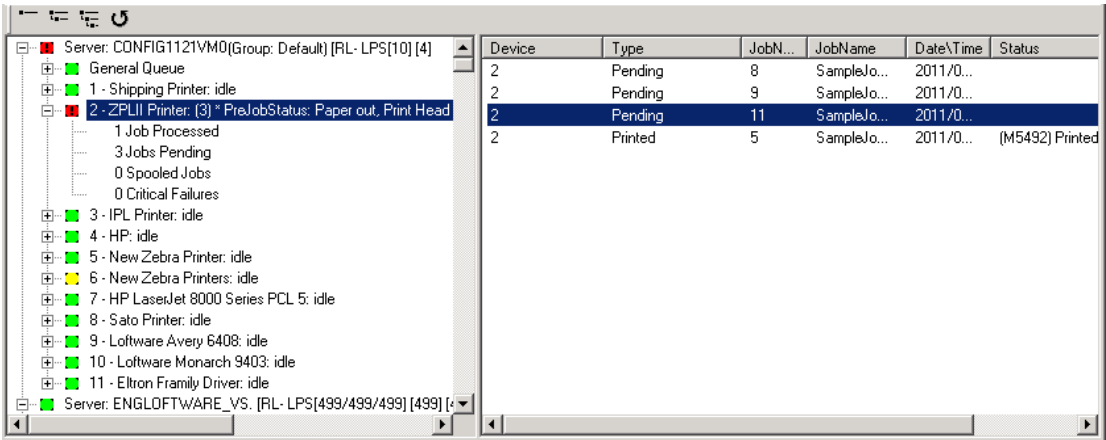 Server: CONFIG1121VM0(Group: Default) [RL- LPS[10] [4]
General Queue
1 - Shipping Printer: idle
2 - ZPLII Printer: (3) * PreJobStatus: Paper out, Print Head
1 Job Processed
3 Jobs Pending
0 Spooled Jobs
0 Critical Failures
3 - IPL Printer: idle
4 - HP: idle
5 - New Zebra Printer: idle
6 - New Zebra Printers: idle
7 - HP LaserJet 8000 Series PCL 5: idle
8 - Sato Printer: idle
9 - Loftware Avery 6408: idle
10 - Loftware Monarch 9403: idle
11 - Eltron Framily Driver: idle
Server: ENGLOFTWARE_VS. [RL- LPS[499/499/499] [499] [4
Device Type JobN... JobName Date\Time Status
2 Pending 8 SampleJo... 2011/0...
2 Pending 9 SampleJo... 2011/0...
2 Pending 11 SampleJo... 2011/0...
2 Printed 5 SampleJo... 2011/0... (M5492) Printed